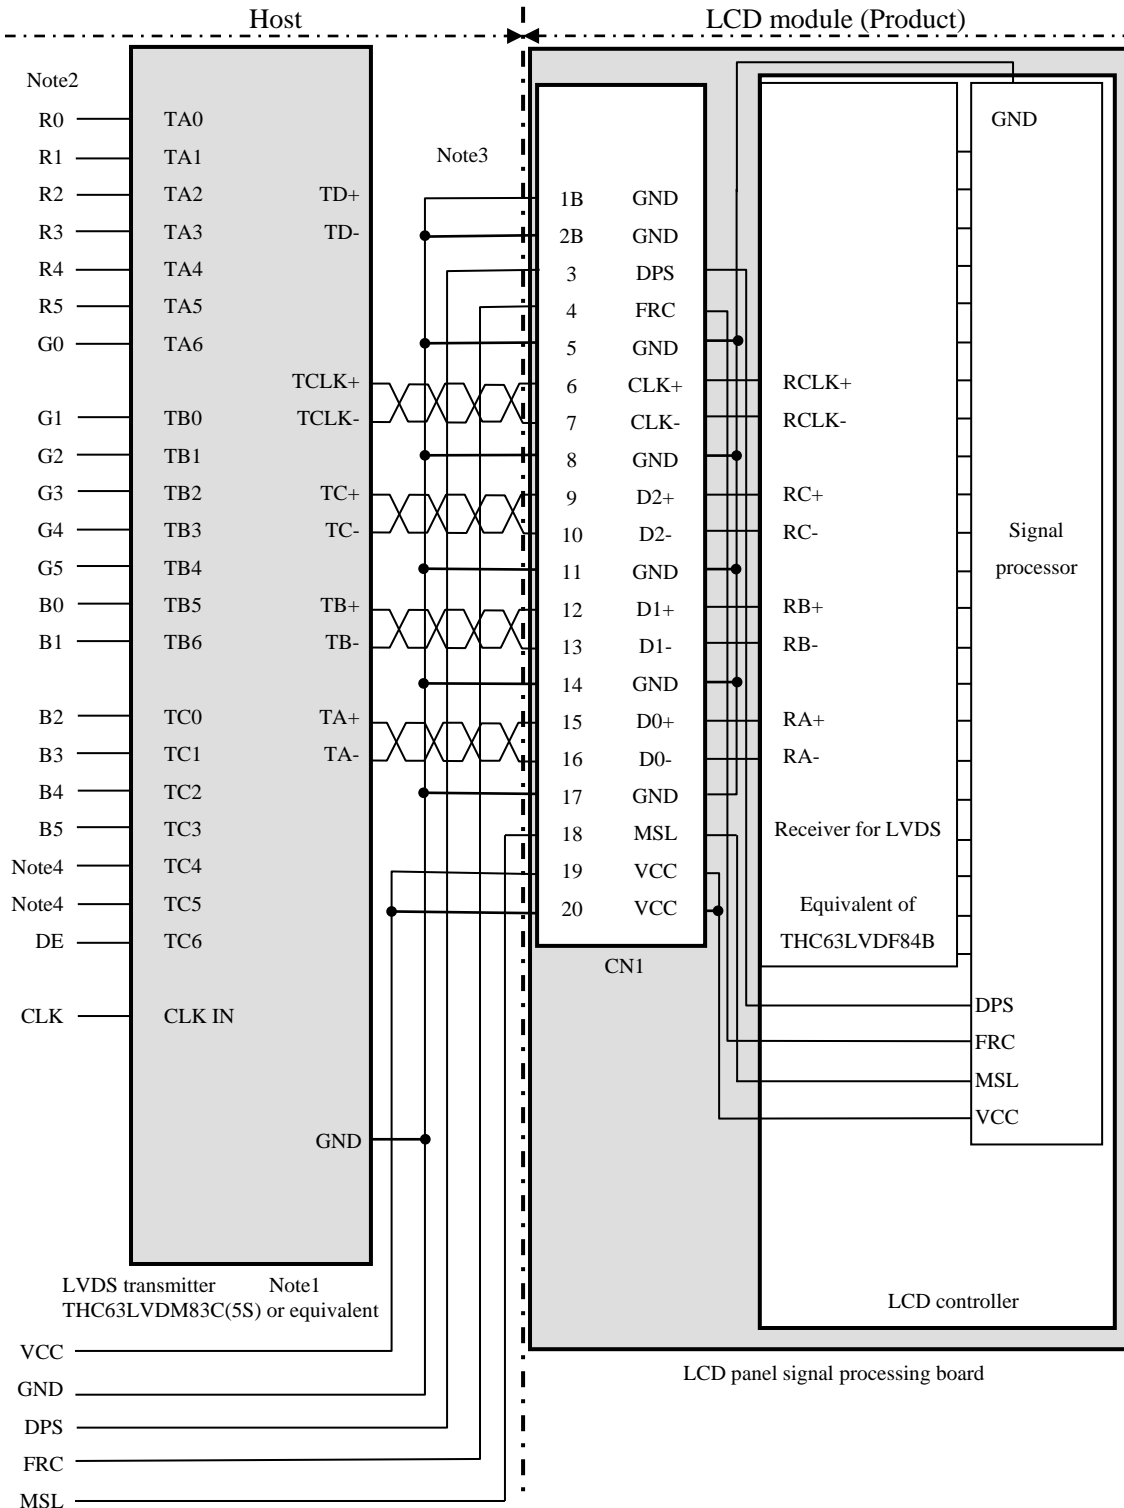 Host
LCD module (Product)
Note2
R0 TA0
R1 TA1
R2 TA2 TD+
R3 TA3 TD-
R4 TA4
R5 TA5
G0 TA6
TCLK+
G1 TB0 TCLK-
G2 TB1
G3 TB2 TC+
G4 TB3 TC-
G5 TB4
B0 TB5 TB+
B1 TB6 TB-
B2 TC0 TA+
B3 TC1 TA-
B4 TC2
B5 TC3
Note4 TC4
Note4 TC5
DE TC6
CLK CLK IN
GND
LVDS transmitter Note1
THC63LVDM83C(5S) or equivalent
VCC
GND
DPS
FRC
MSL
Note3
1B GND
2B GND
3 DPS
4 FRC
5 GND
6 CLK+
7 CLK-
8 GND
9 D2+
10 D2-
11 GND
12 D1+
13 D1-
14 GND
15 D0+
16 D0-
17 GND
18 MSL
19 VCC
20 VCC
CN1
RCLK+
RCLK-
RC+
RC-
RB+
RB-
RA+
RA-
Receiver for LVDS
Equivalent of
THC63LVDF84B
GND
Signal
processor
DPS
FRC
MSL
VCC
LCD controller
LCD panel signal processing board